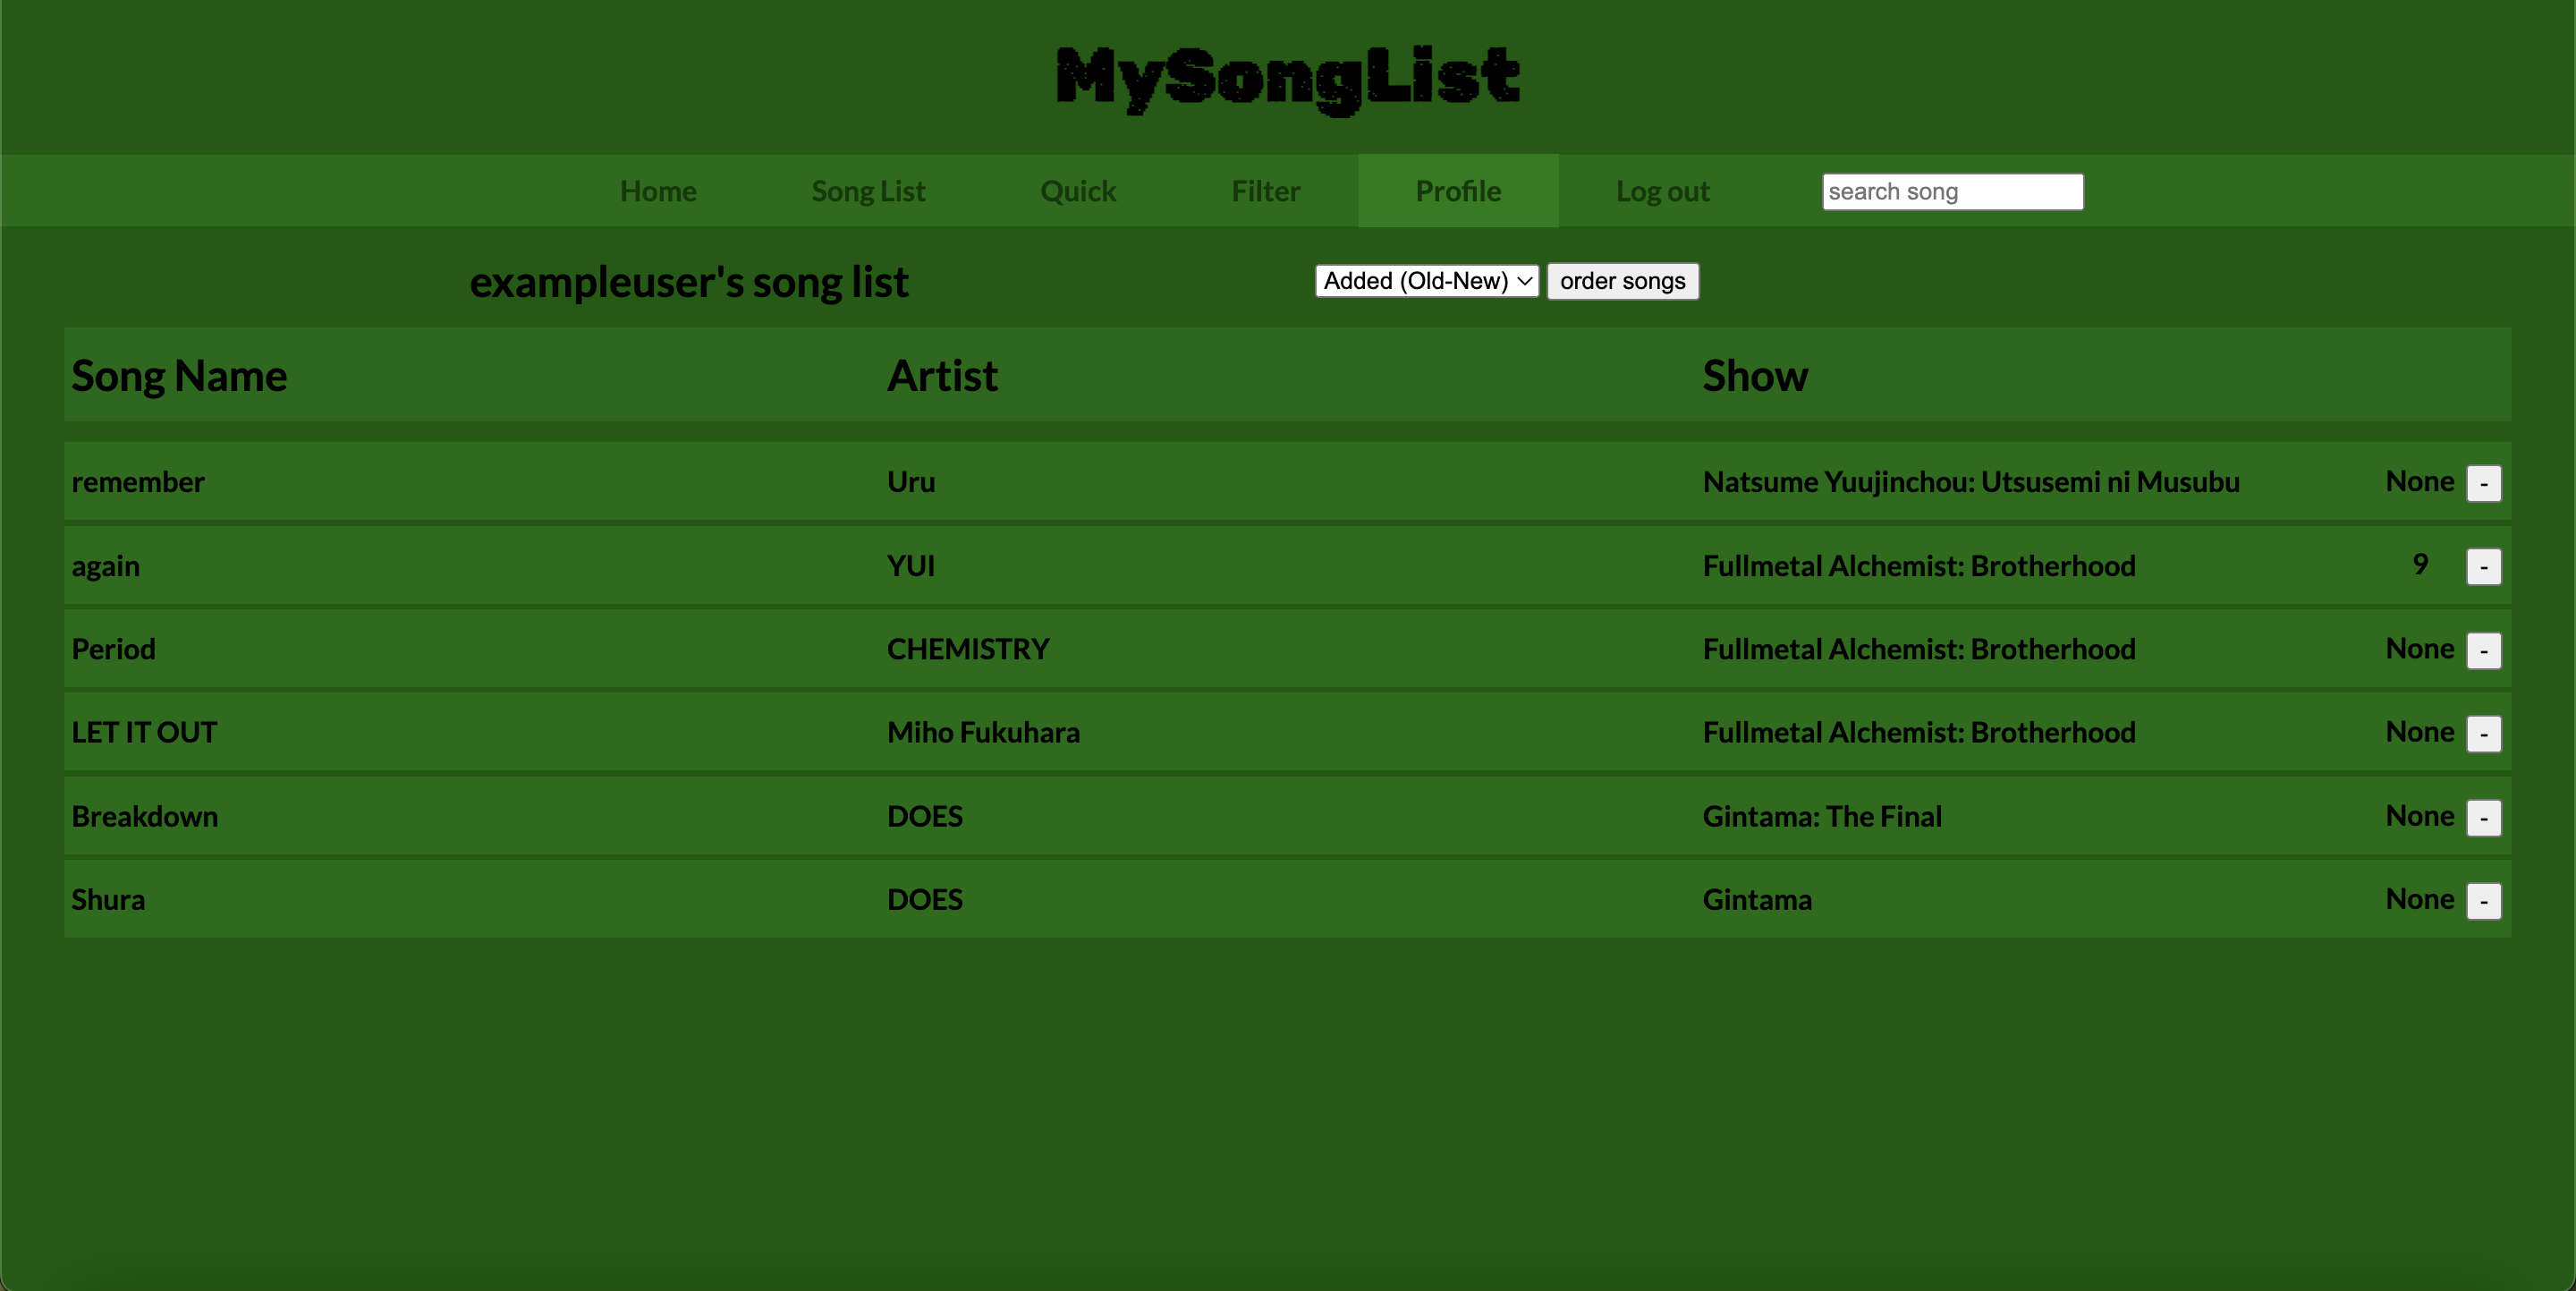 MySongList
Home Song List Quick Filter Profile Log out search song
exampleuser's song list Added (Old-New) order songs
Song Name Artist Show
remember Uru Natsume Yuujinchou: Utsusemi ni Musubu None -
again YUI Fullmetal Alchemist: Brotherhood 9 -
Period CHEMISTRY Fullmetal Alchemist: Brotherhood None -
LET IT OUT Miho Fukuhara Fullmetal Alchemist: Brotherhood None -
Breakdown DOES Gintama: The Final None -
Shura DOES Gintama None -